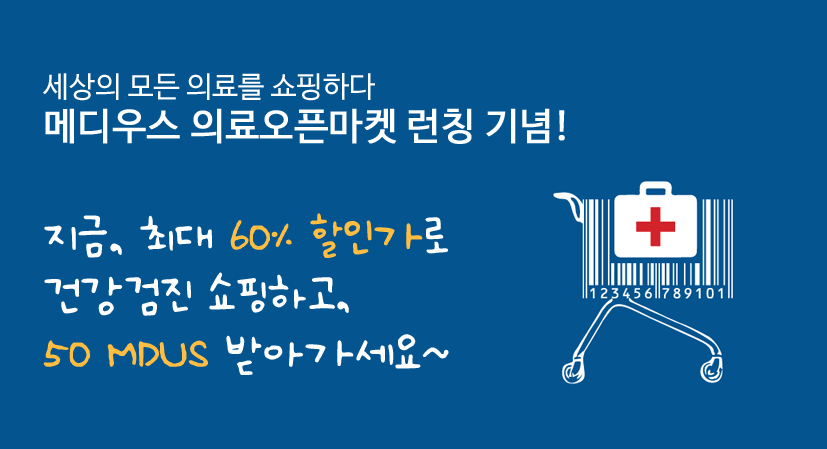 세상의 모든 의료를 쇼핑하다
메디우스 의료오픈마켓 런칭 기념!
지금, 최대 60% 할인가로
건강검진 쇼핑하고,
50 MDUS 받아가세요~
123456 789101